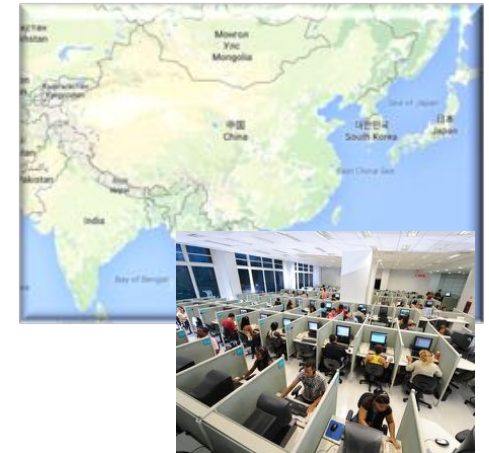 Монгол
Улс
Mongolia
中国
China
대한민국
South Korea
日本
Japan
Sea of Japan
East China Sea
Nepal
India
Bay of Bengal